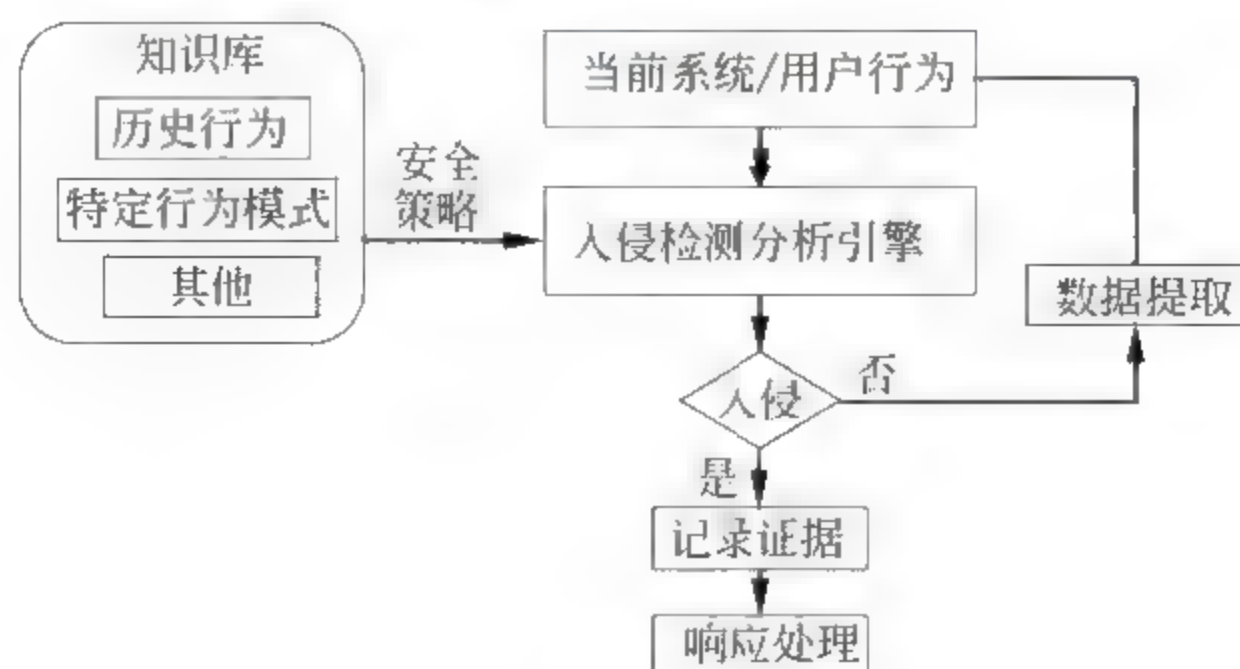 知识库
历史行为
特定行为模式
其他
安全
策略
当前系统/用户行为
入侵检测分析引擎
数据提取
入侵
否
是
记录证据
响应处理